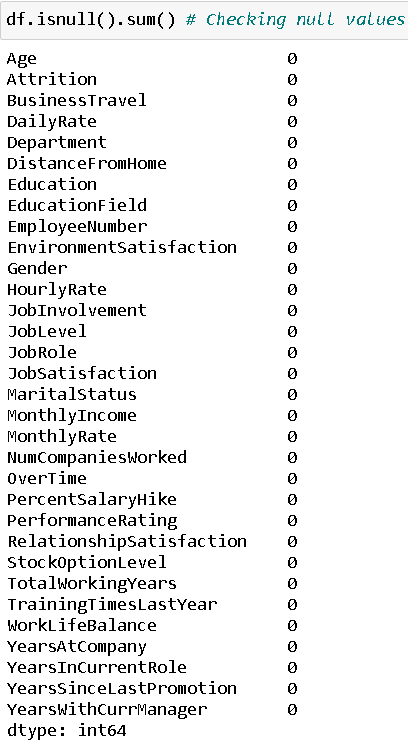 df.isnull().sum() # Checking null values
Age 0
Attrition 0
BusinessTravel 0
DailyRate 0
Department 0
DistanceFromHome 0
Education 0
EducationField 0
EmployeeNumber 0
EnvironmentSatisfaction 0
Gender 0
HourlyRate 0
JobInvolvement 0
JobLevel 0
JobRole 0
JobSatisfaction 0
MaritalStatus 0
MonthlyIncome 0
MonthlyRate 0
NumCompaniesWorked 0
OverTime 0
PercentSalaryHike 0
PerformanceRating 0
RelationshipSatisfaction 0
StockOptionLevel 0
TotalWorkingYears 0
TrainingTimesLastYear 0
WorkLifeBalance 0
YearsAtCompany 0
YearsInCurrentRole 0
YearsSinceLastPromotion 0
YearsWithCurrManager 0
dtype: int64